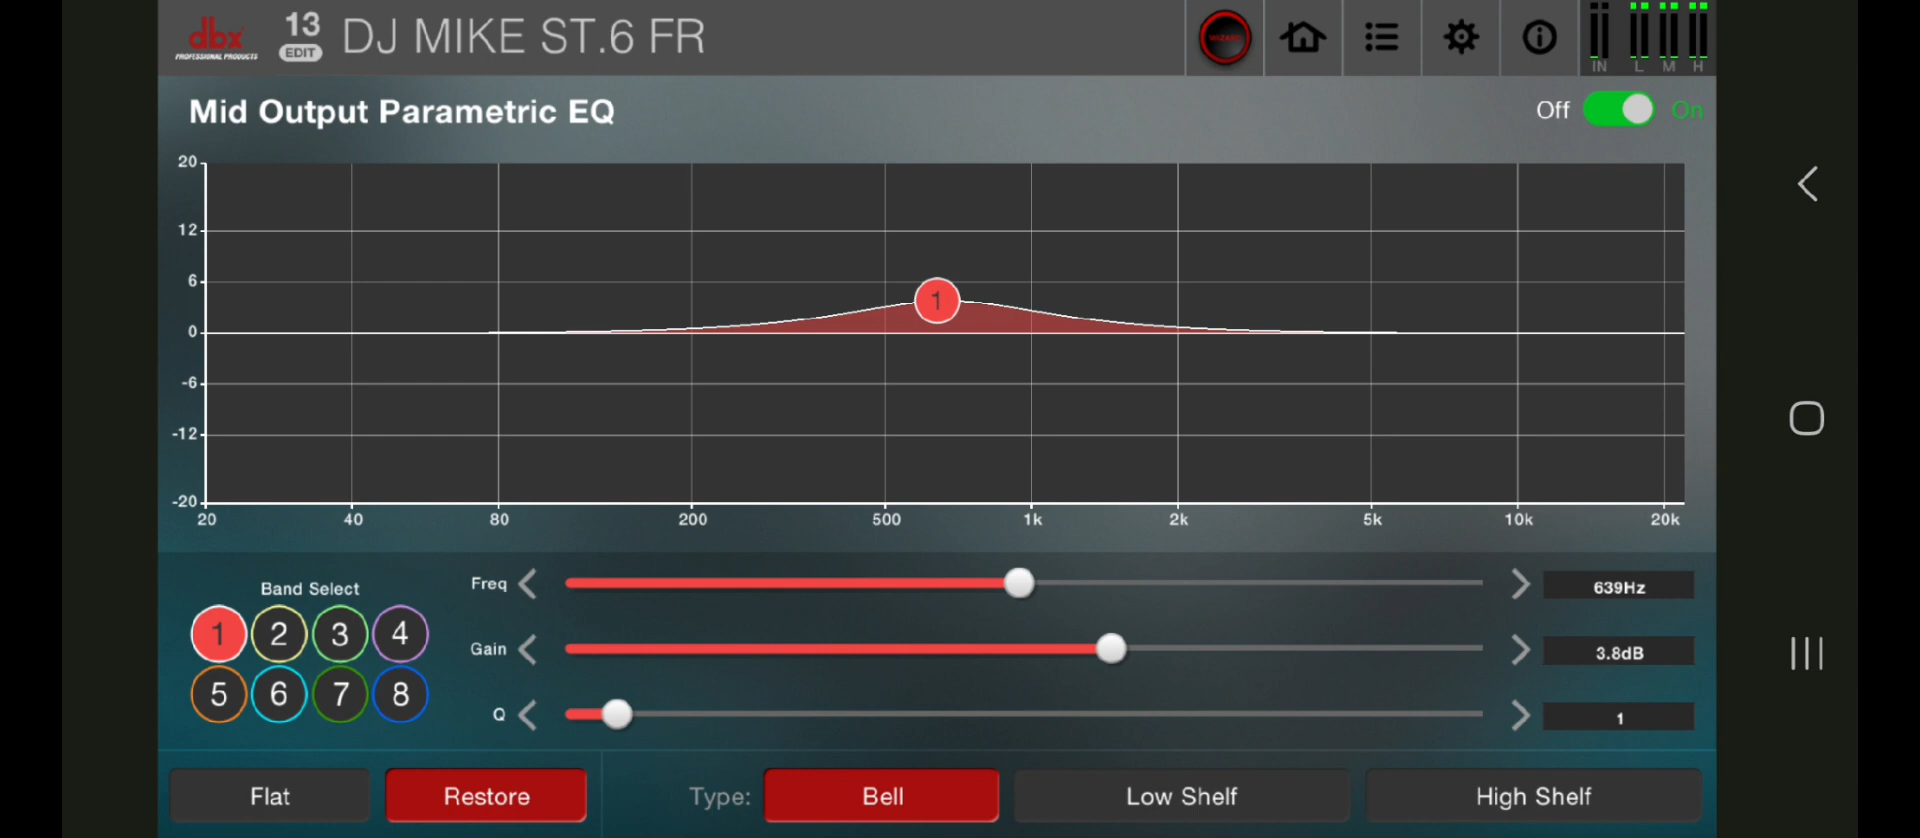 dbx
PROFESSIONAL PRODUCTS
13
EDIT
DJ MIKE ST.6 FR
WIZARD
IN L M H
Mid Output Parametric EQ
Off On
20
12
6
0
-6
-12
-20
20 40 80 200 500 1k 2k 5k 10k 20k
1
Band Select
1 2 3 4
5 6 7 8
Freq 639Hz
Gain 3.8dB
Q 1
Flat Restore Type: Bell Low Shelf High Shelf